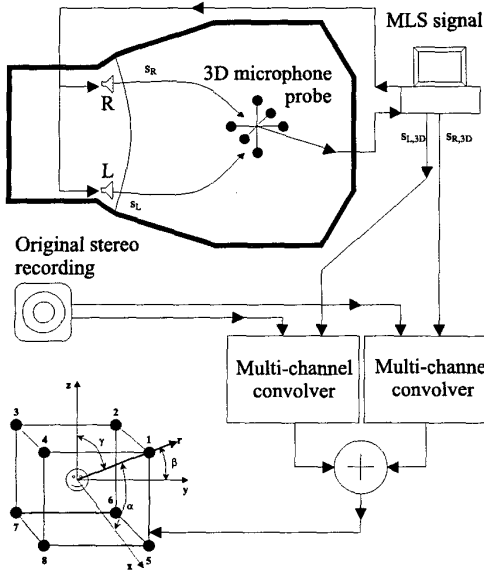 MLS signal
s_R
3D microphone
probe
R
L
s_L
s_L,3D s_R,3D
Original stereo
recording
Multi-channel
convolver
Multi-channel
convolver
z
3 2
4 1 r
γ β
y
α
7 6
8 x 5